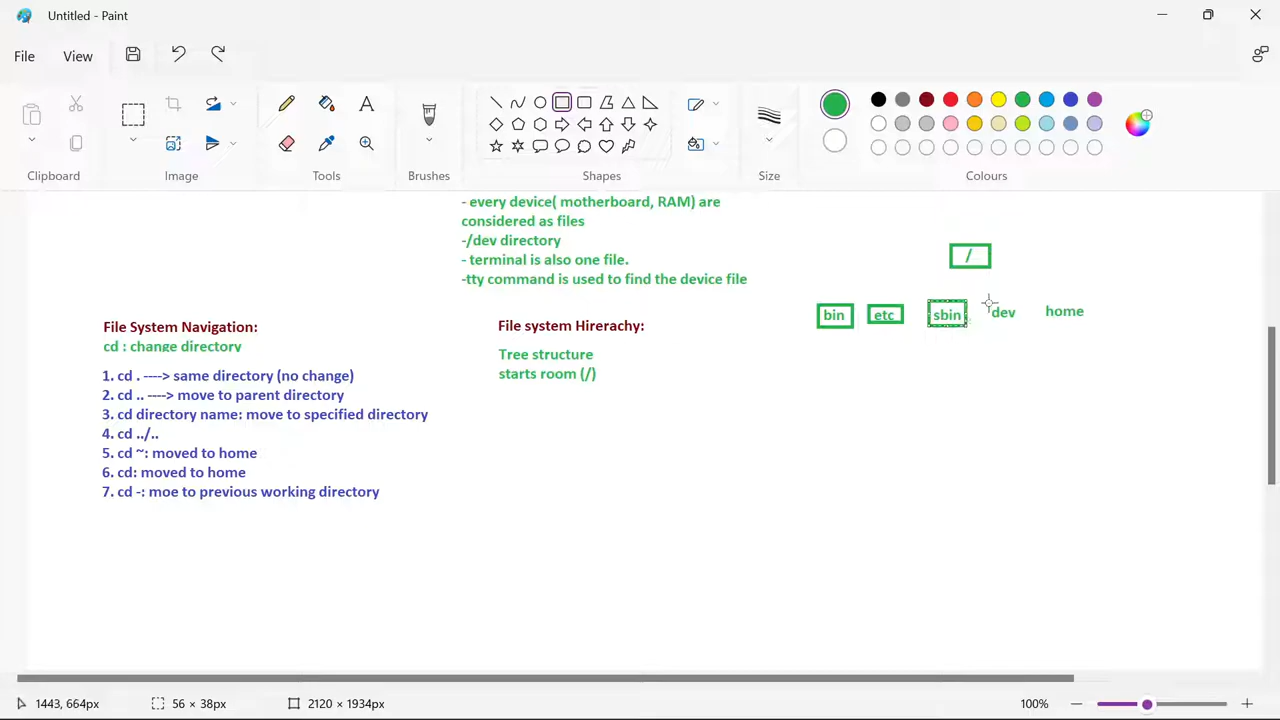 Untitled - Paint
File
View
Clipboard
Image
Tools
Brushes
Shapes
Size
Colours
- every device( motherboard, RAM) are
considered as files
-/dev directory
- terminal is also one file.
-tty command is used to find the device file
/
bin
etc
sbin
dev
home
File System Navigation:
cd : change directory
1. cd . ----> same directory (no change)
2. cd .. ----> move to parent directory
3. cd directory name: move to specified directory
4. cd ../..
5. cd ~: moved to home
6. cd: moved to home
7. cd -: moe to previous working directory
File system Hirerachy:
Tree structure
starts room (/)
1443, 664px
56 × 38px
2120 × 1934px
100%